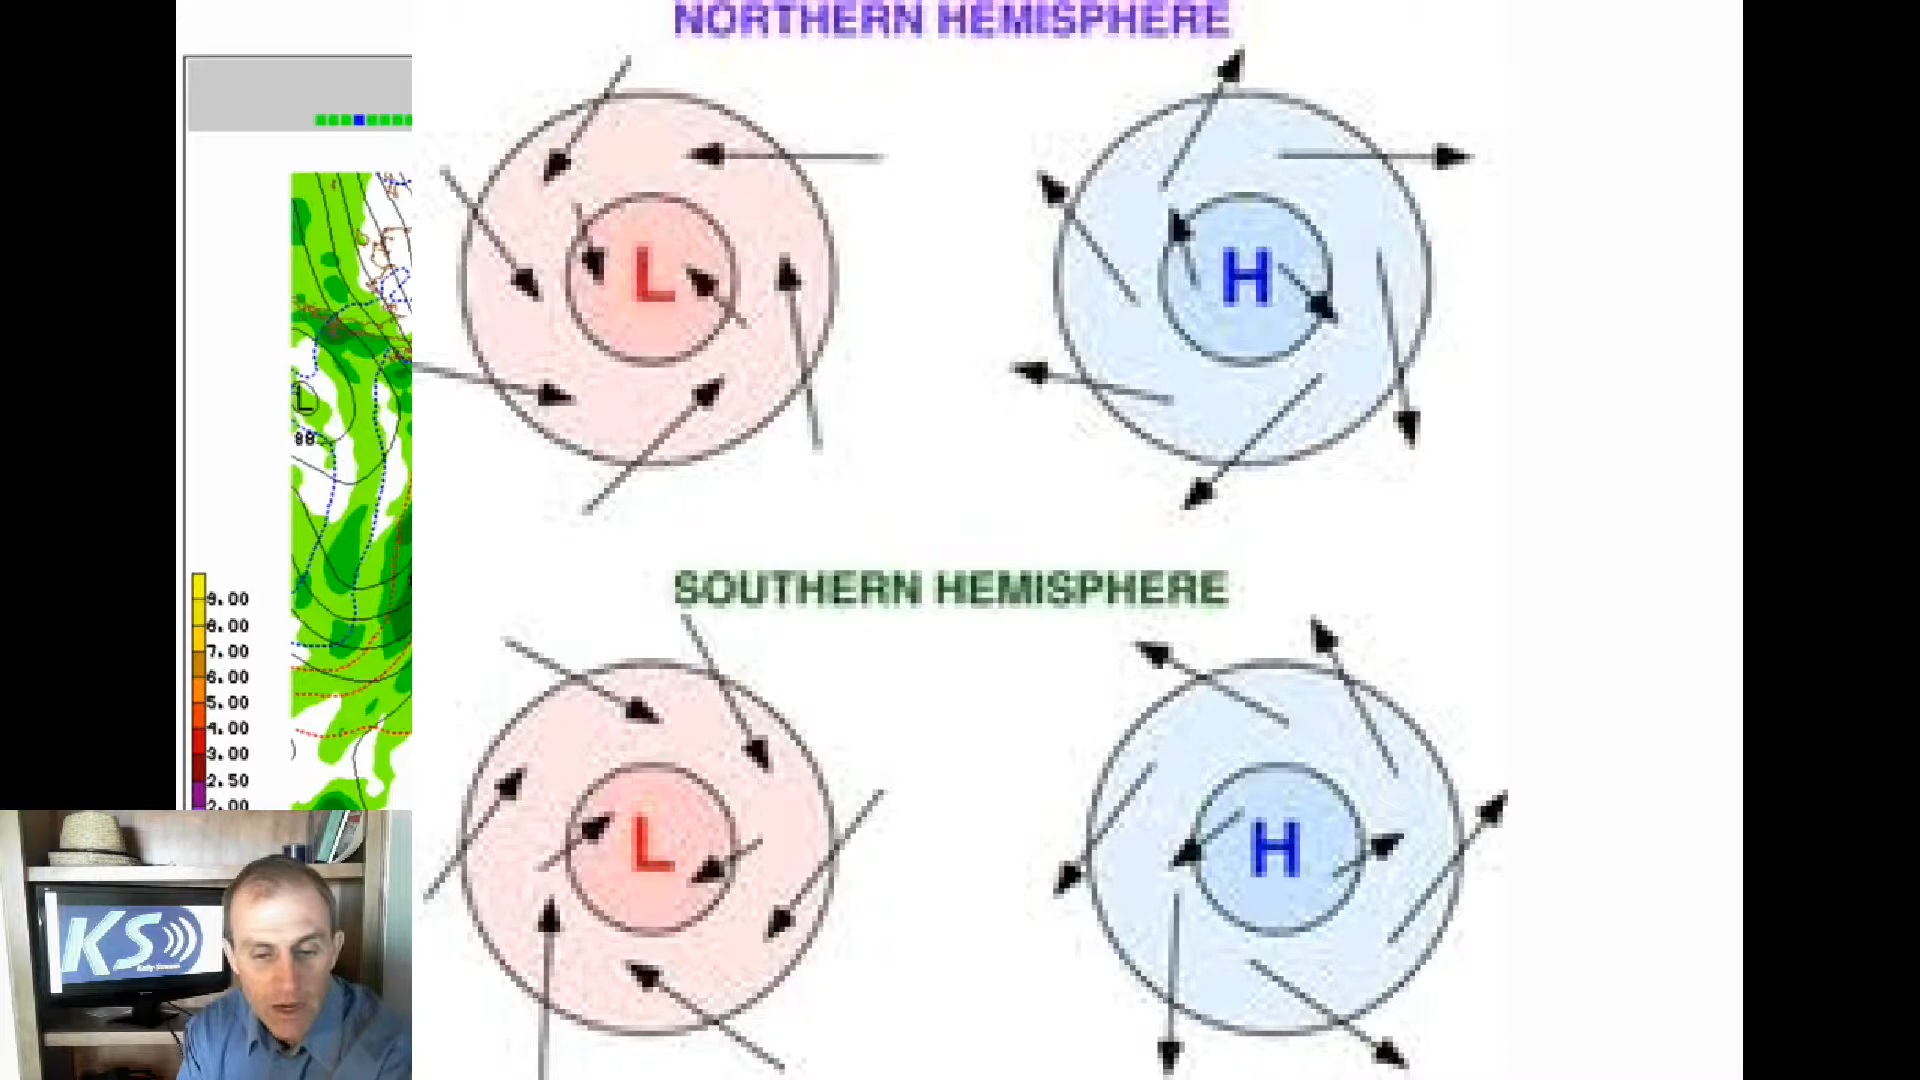 NORTHERN HEMISPHERE
L
H
L
88
SOUTHERN HEMISPHERE
9.00
8.00
7.00
6.00
5.00
4.00
3.00
2.50
2.00
L
H
KS